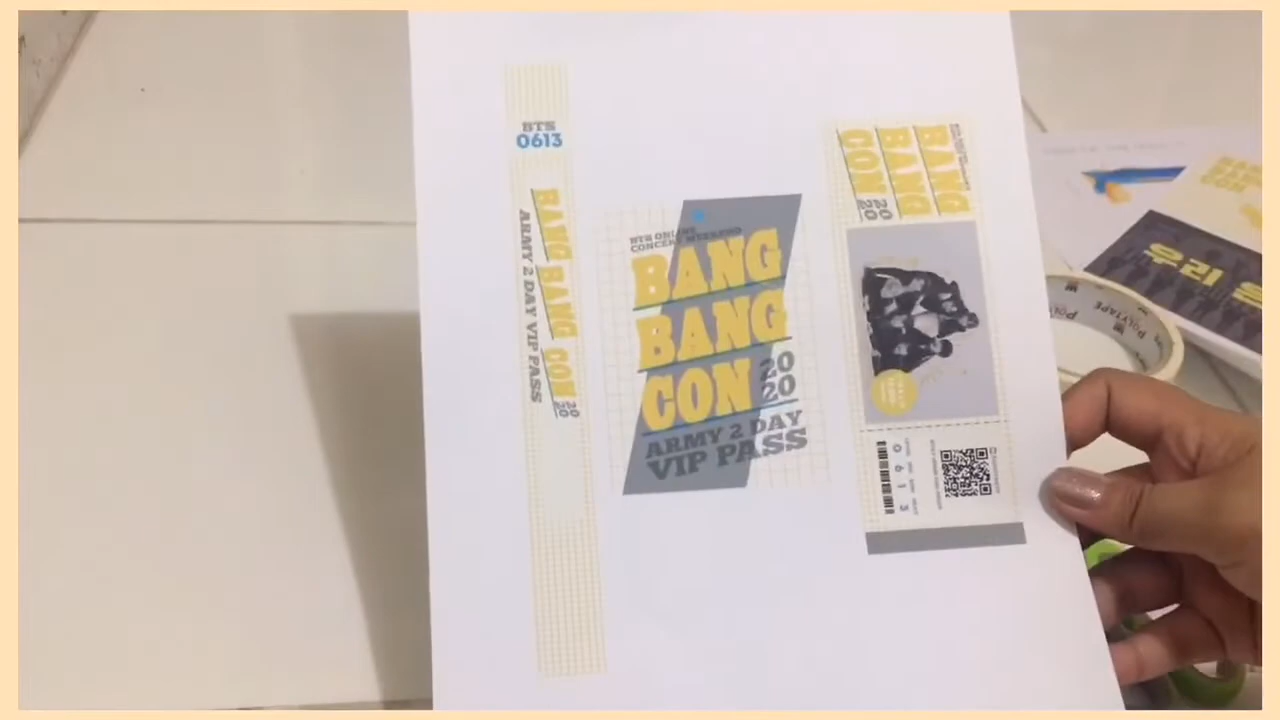 BTS
0613
BANG BANG CON
20
20
ARMY 2 DAY VIP PASS
BTS ONLINE
CONCERT WEEKEND
BANG
BANG
CON
20
20
ARMY 2 DAY
VIP PASS
BANG
BANG
CON
20
20
0613
우리
POLYTAPE